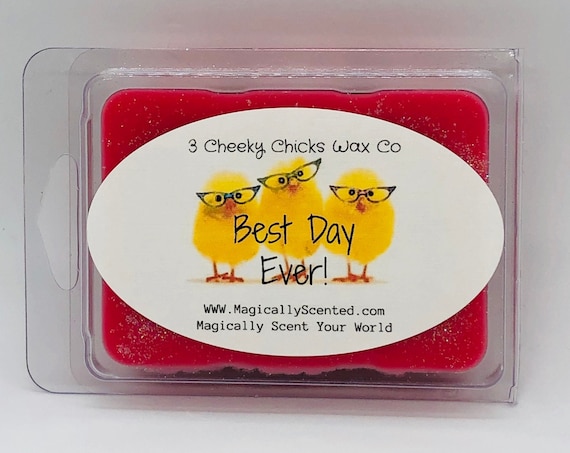 3 Cheeky Chicks Wax Co
Best Day
Ever!
www.MagicallyScented.com
Magically Scent Your World